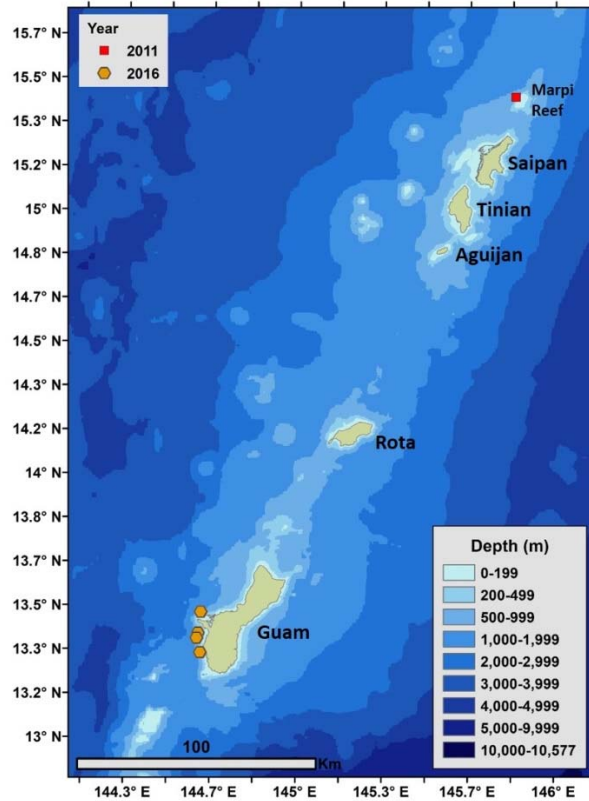 Year
2011
2016
15.7° N
15.5° N
15.3° N
15.2° N
15° N
14.8° N
14.7° N
14.5° N
14.3° N
14.2° N
14° N
13.8° N
13.7° N
13.5° N
13.3° N
13.2° N
13° N
Marpi
Reef
Saipan
Tinian
Aguijan
Rota
Guam
Depth (m)
0-199
200-499
500-999
1,000-1,999
2,000-2,999
3,000-3,999
4,000-4,999
5,000-9,999
10,000-10,577
100
Km
144.3° E
144.7° E
145° E
145.3° E
145.7° E
146° E